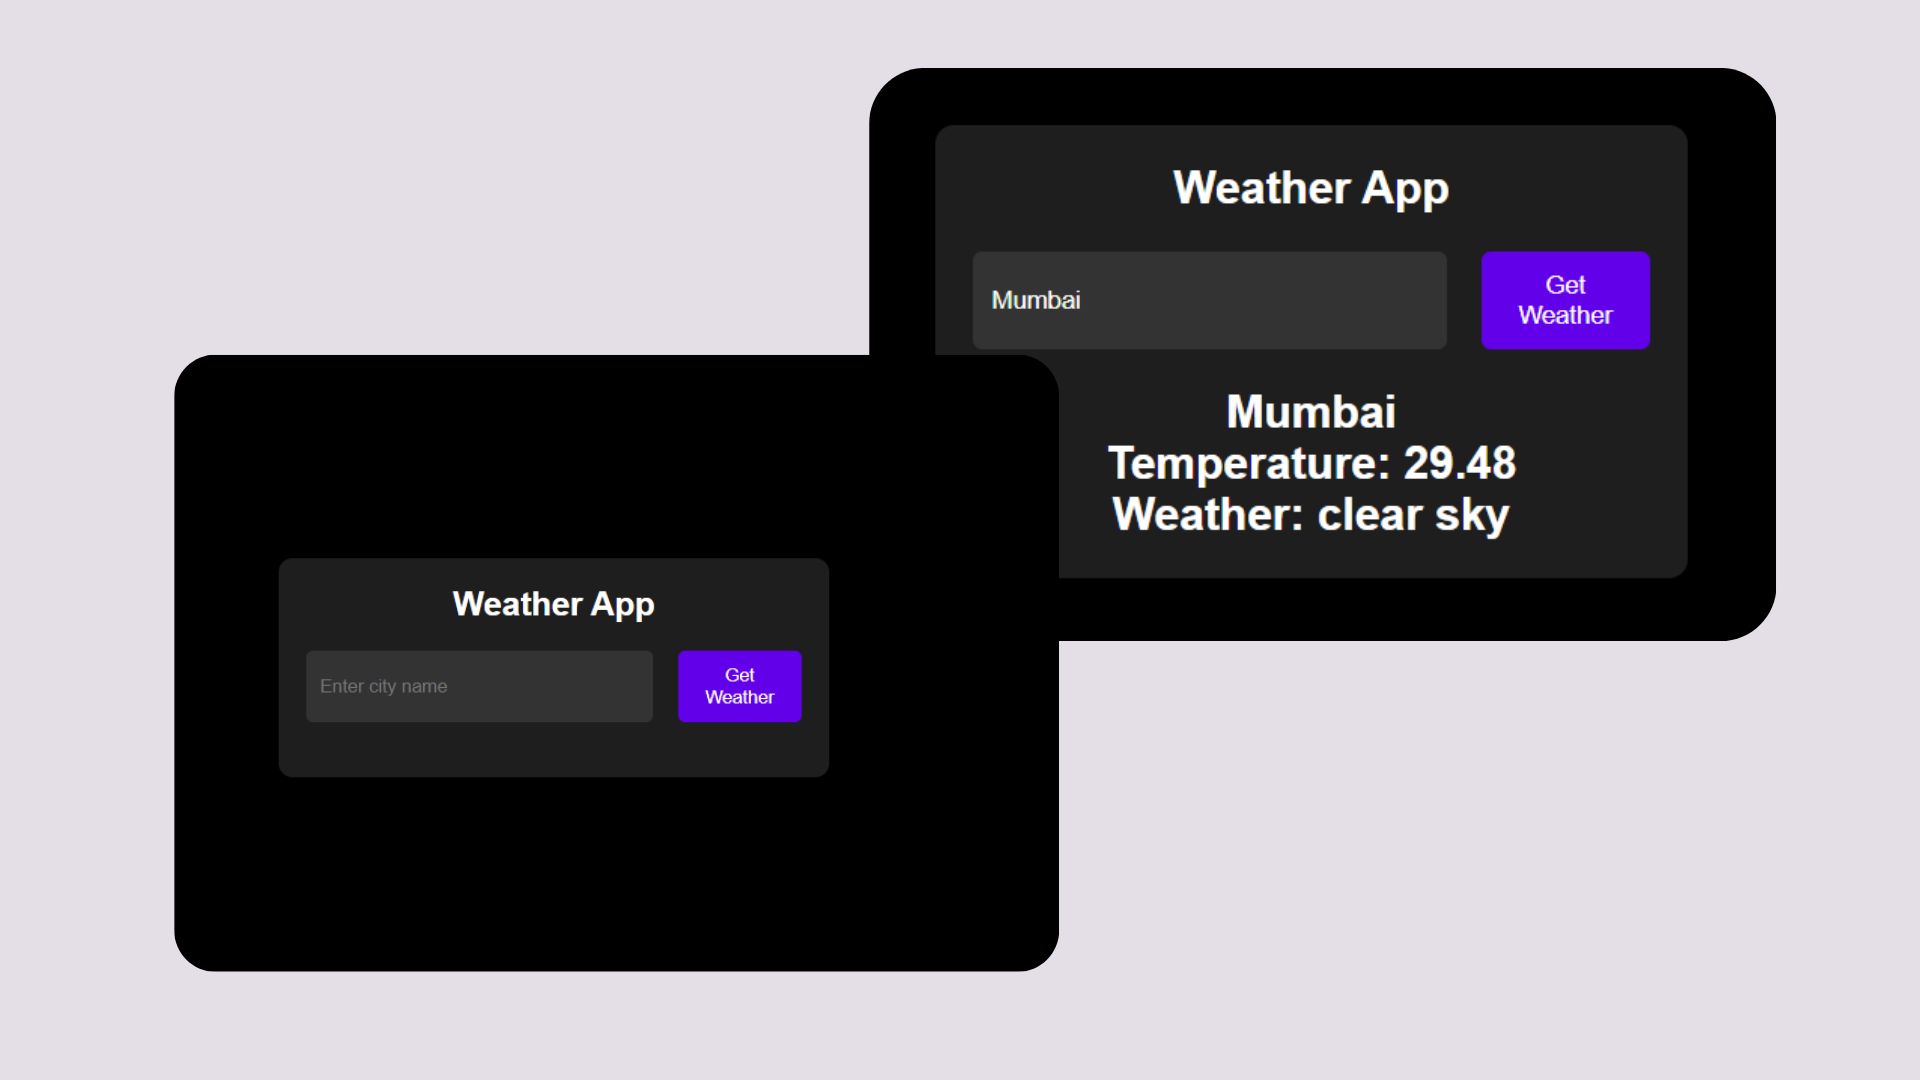 Weather App
Mumbai
Get
Weather
Mumbai
Temperature: 29.48
Weather: clear sky
Weather App
Enter city name
Get
Weather